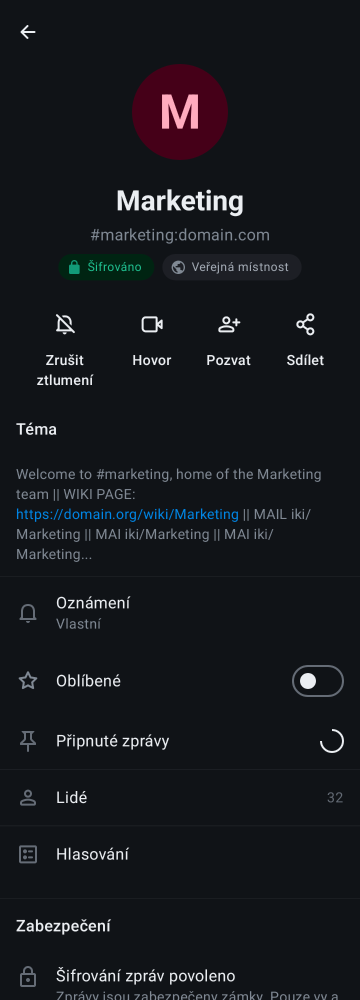 M
Marketing
#marketing:domain.com
Šifrováno
Veřejná místnost
Zrušit
ztlumení
Hovor
Pozvat
Sdílet
Téma
Welcome to #marketing, home of the Marketing
team || WIKI PAGE:
https://domain.org/wiki/Marketing || MAIL iki/
Marketing || MAI iki/Marketing || MAI iki/
Marketing...
Oznámení
Vlastní
Oblíbené
Připnuté zprávy
Lidé
32
Hlasování
Zabezpečení
Šifrování zpráv povoleno
Zprávy jsou zabezpečeny zámky. Pouze vy a